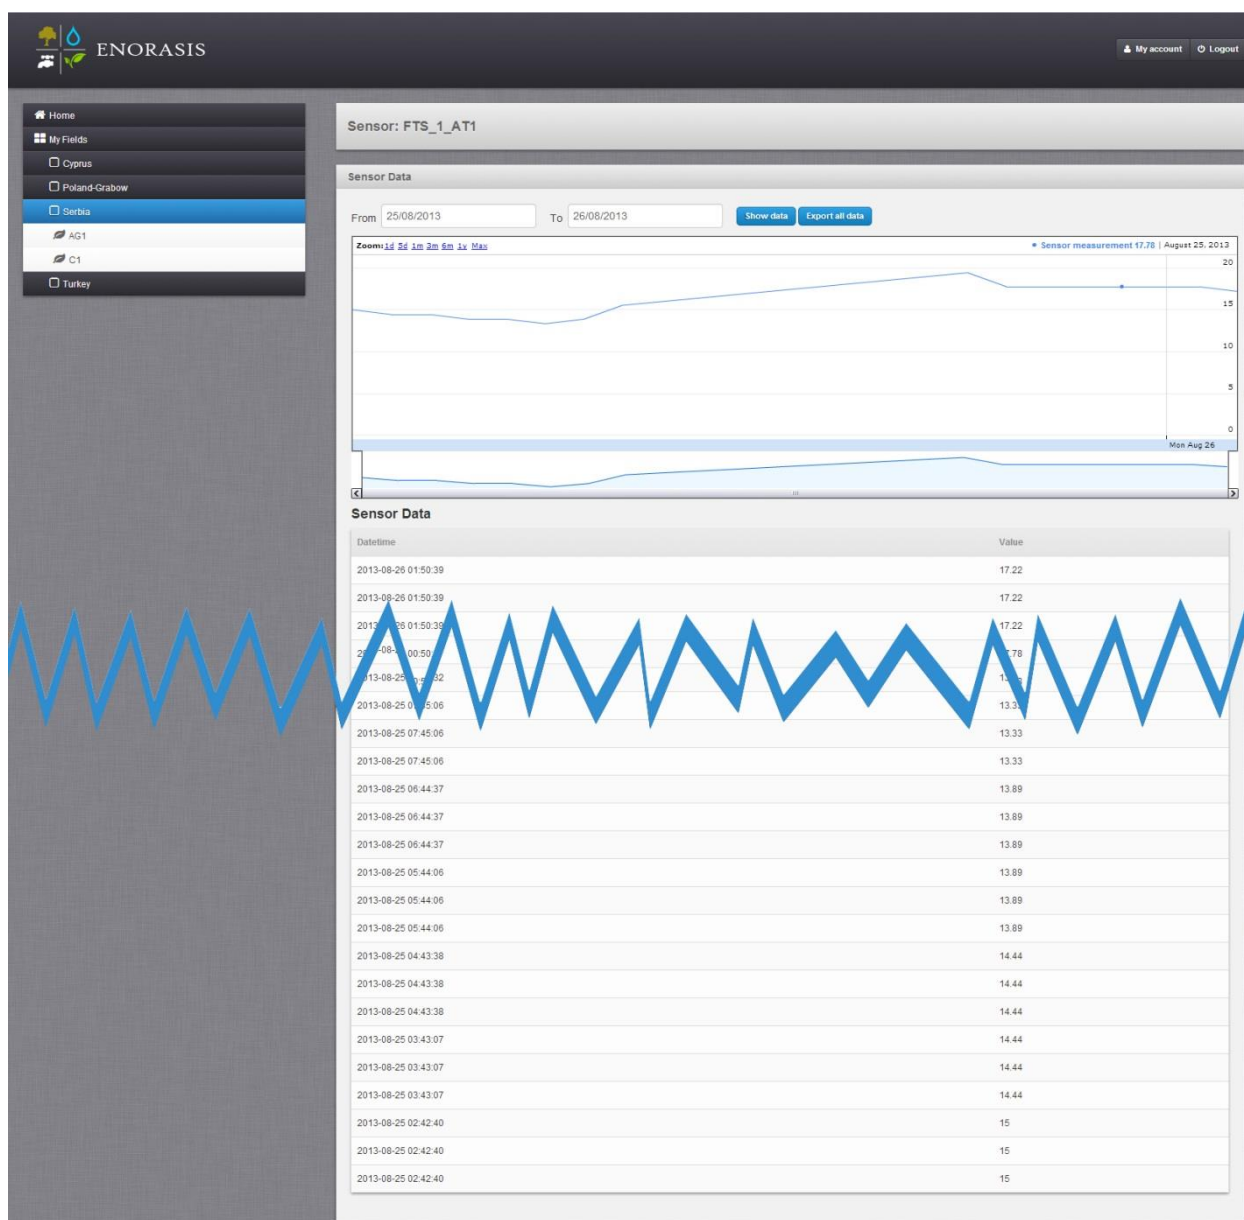 ENORASIS
My account Logout
Home
My Fields
Cyprus
Poland-Grabow
Serbia
AG1
C1
Turkey
Sensor: FTS_1_AT1
Sensor Data
From 25/08/2013 To 26/08/2013 Show data Export all data
Zoom: 1d 5d 1m 3m 6m 1y Max Sensor measurement 17.78 | August 25, 2013
20
15
10
5
0
Mon Aug 26
Sensor Data
Datetime Value
2013-08-26 01:50:39 17.22
2013-08-26 01:50:39 17.22
01:50:39 17.22
13.33
2013-08-25 07:45:06 13.33
2013-08-25 07:45:06 13.33
2013-08-25 06:44:37 13.89
2013-08-25 06:44:37 13.89
2013-08-25 06:44:37 13.89
2013-08-25 05:44:06 13.89
2013-08-25 05:44:06 13.89
2013-08-25 05:44:06 13.89
2013-08-25 04:43:38 14.44
2013-08-25 04:43:38 14.44
2013-08-25 04:43:38 14.44
2013-08-25 03:43:07 14.44
2013-08-25 03:43:07 14.44
2013-08-25 03:43:07 14.44
2013-08-25 02:42:40 15
2013-08-25 02:42:40 15
2013-08-25 02:42:40 15